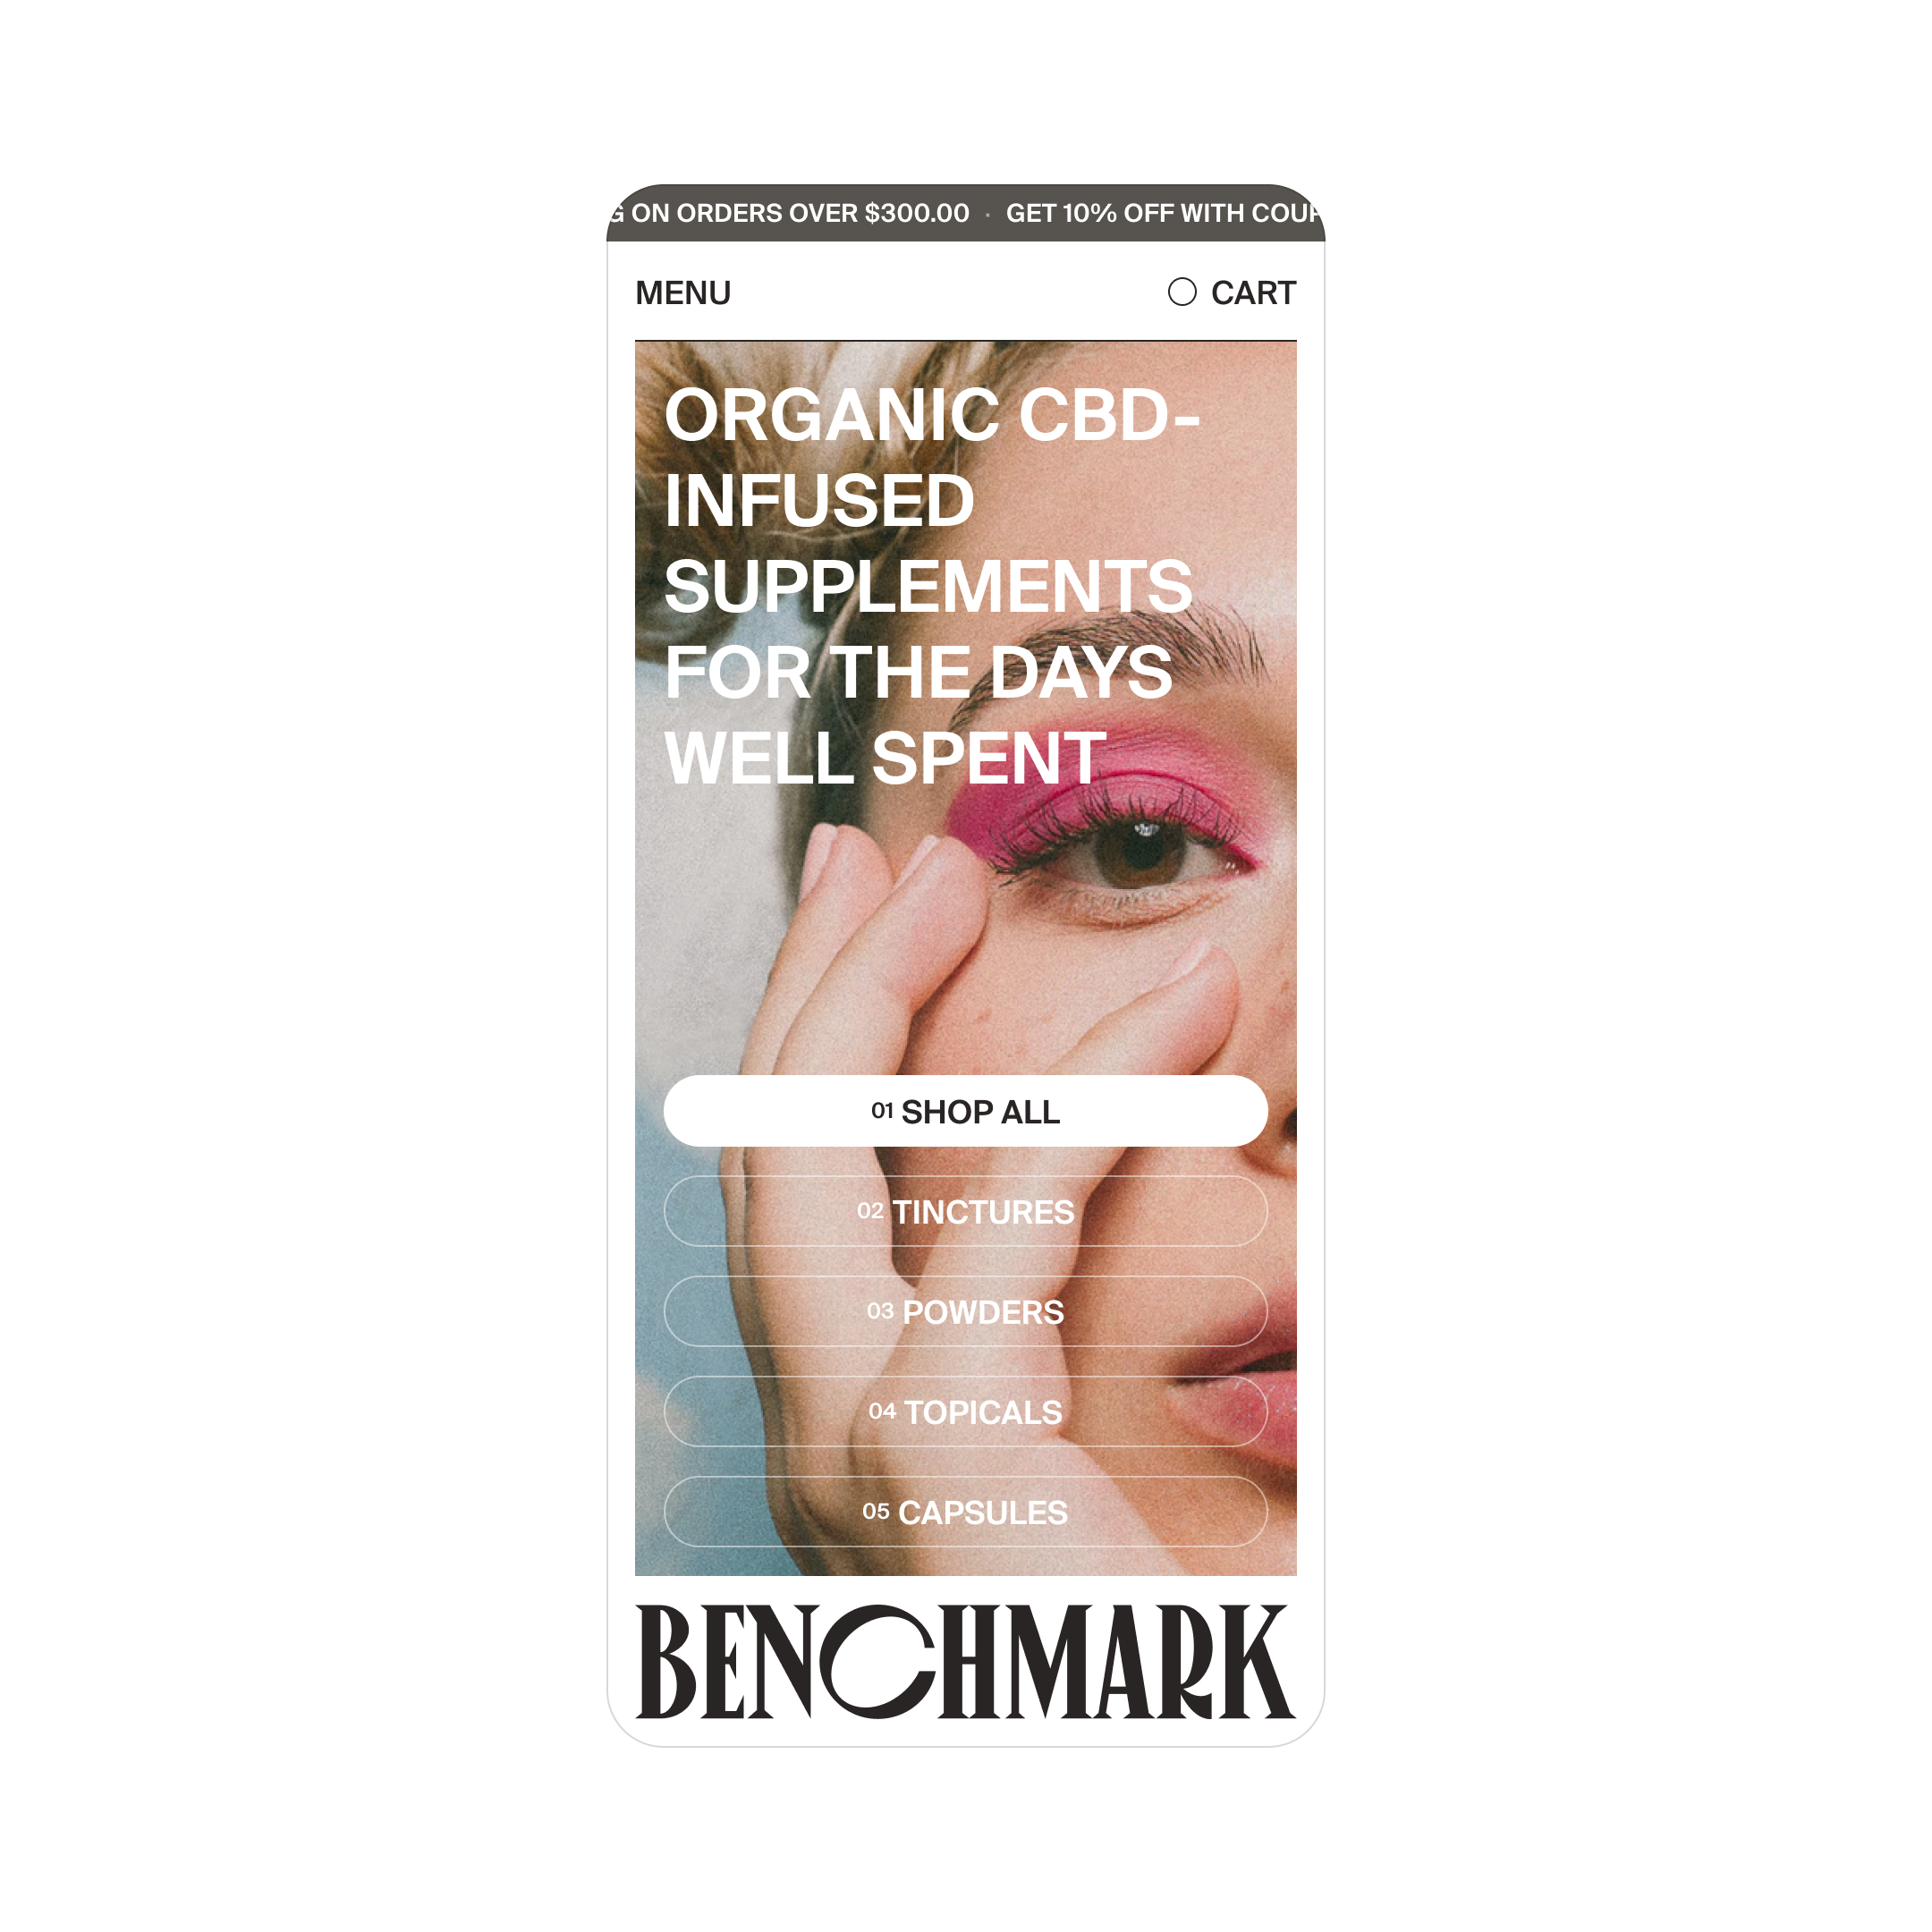 ON ORDERS OVER $300.00 · GET 10% OFF WITH
MENU
CART
ORGANIC CBD-
INFUSED
SUPPLEMENTS
FOR THE DAYS
WELL SPENT
01 SHOP ALL
02 TINCTURES
03 POWDERS
04 TOPICALS
05 CAPSULES
BENCHMARK